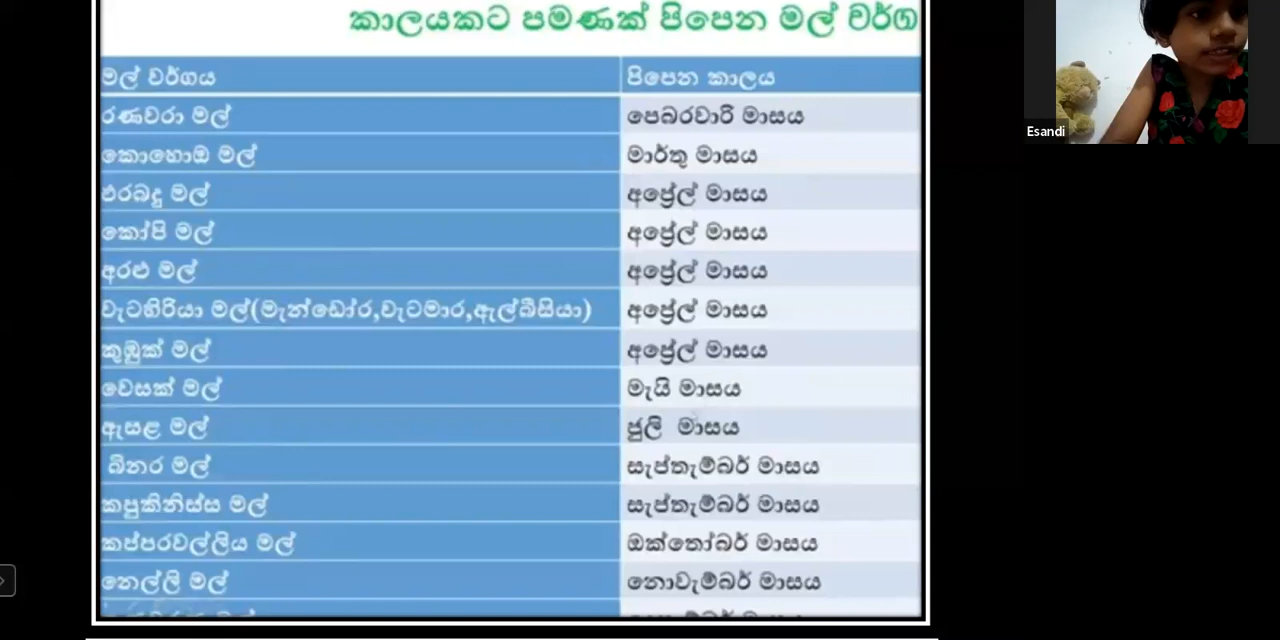 කාලයකට පමණක් පිපෙන මල් වර්ග
මල් වර්ගය පිපෙන කාලය
රණවරා මල් පෙබරවාරි මාසය
කොහොඹ මල් මාර්තු මාසය
එරබදු මල් අප්‍රේල් මාසය
කෝපි මල් අප්‍රේල් මාසය
අරළු මල් අප්‍රේල් මාසය
වැටහිරියා මල්(මැන්ඩෝර,වැටමාර,ඇල්බීසියා) අප්‍රේල් මාසය
කුඹුක් මල් අප්‍රේල් මාසය
වෙසක් මල් මැයි මාසය
ඇසළ මල් ජුලි මාසය
බිනර මල් සැප්තැම්බර් මාසය
කපුකිනිස්ස මල් සැප්තැම්බර් මාසය
කප්පරවල්ලිය මල් ඔක්තෝබර් මාසය
නෙල්ලි මල් නොවැම්බර් මාසය
Esandi